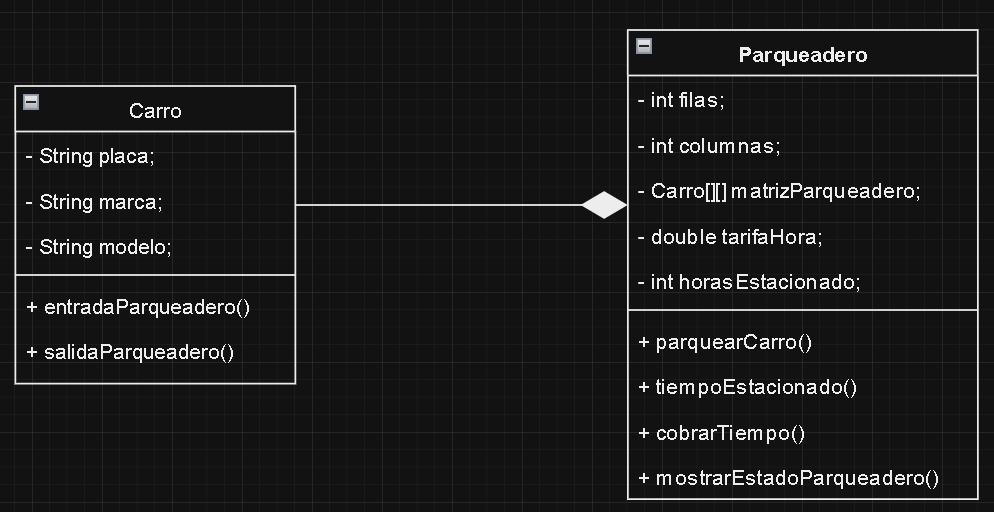 Carro
- String placa;
- String marca;
- String modelo;
+ entradaParqueadero()
+ salidaParqueadero()
Parqueadero
- int filas;
- int columnas;
- Carro[][] matrizParqueadero;
- double tarifaHora;
- int horasEstacionado;
+ parquearCarro()
+ tiempoEstacionado()
+ cobrarTiempo()
+ mostrarEstadoParqueadero()